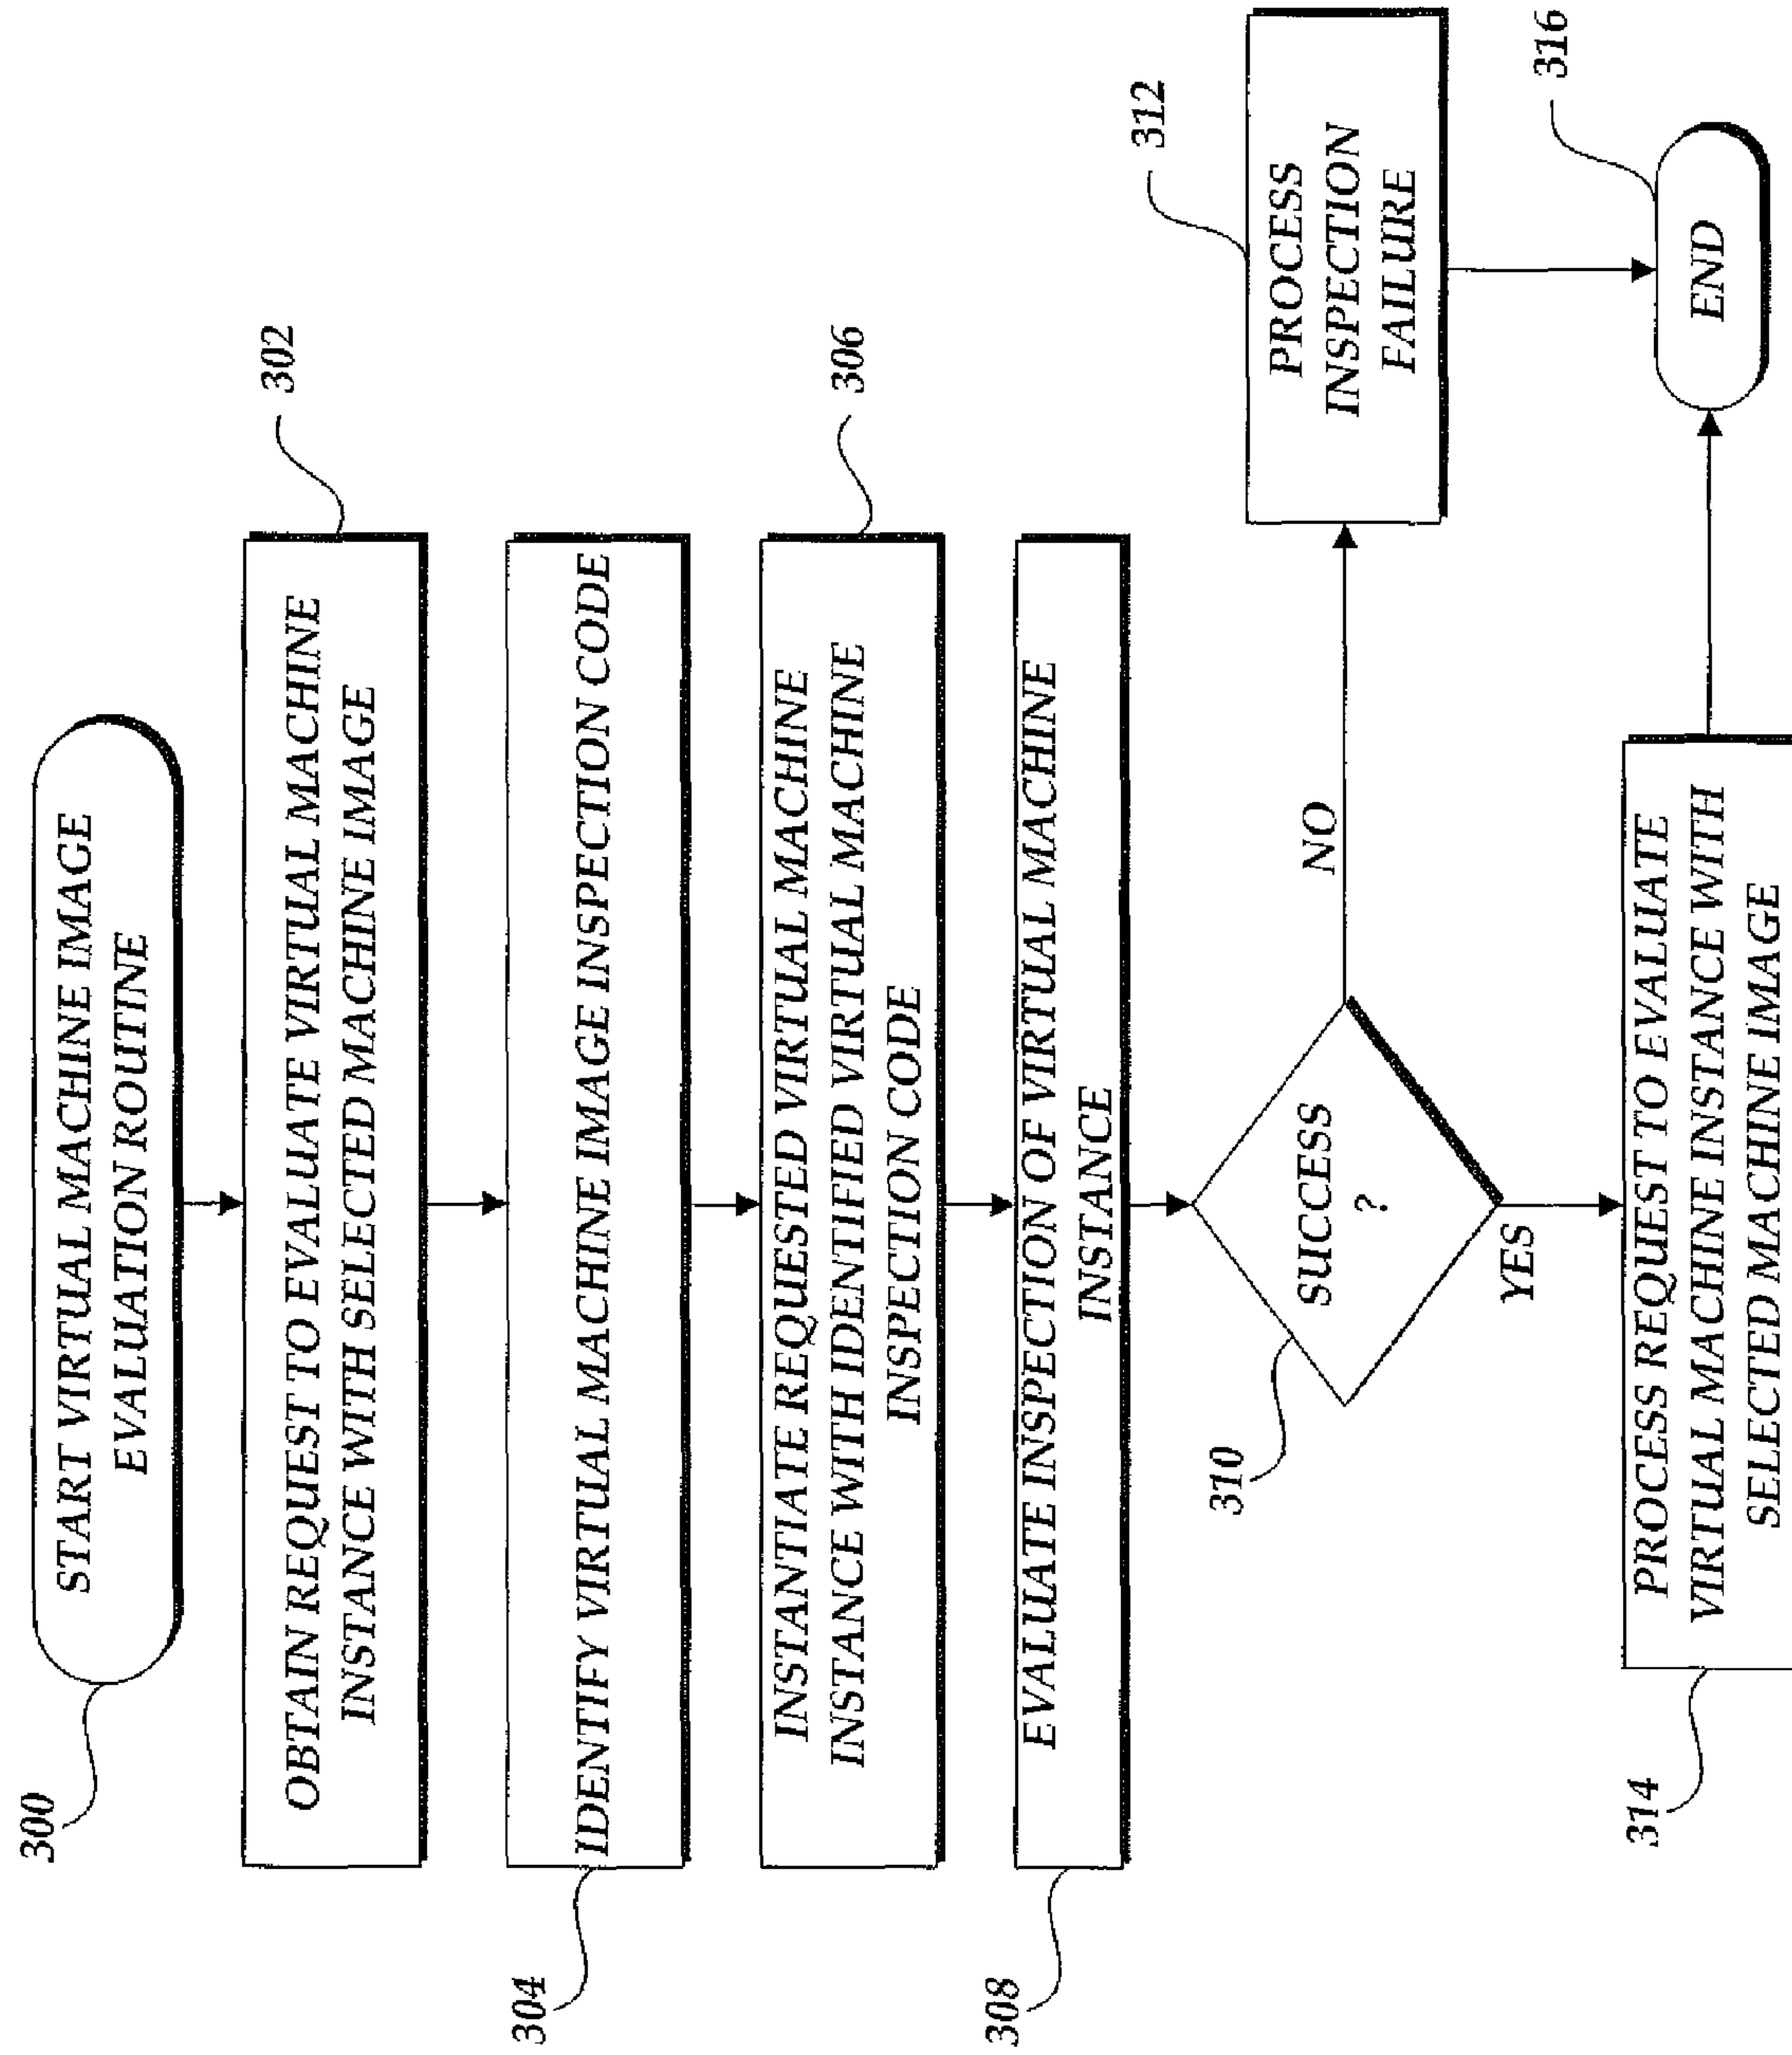 300
START VIRTUAL MACHINE IMAGE
EVALUATION ROUTINE
302
OBTAIN REQUEST TO EVALUATE VIRTUAL MACHINE
INSTANCE WITH SELECTED MACHINE IMAGE
304
IDENTIFY VIRTUAL MACHINE IMAGE INSPECTION CODE
306
INSTANTIATE REQUESTED VIRTUAL MACHINE
INSTANCE WITH IDENTIFIED VIRTUAL MACHINE
INSPECTION CODE
308
EVALUATE INSPECTION OF VIRTUAL MACHINE
INSTANCE
310
SUCCESS
?
NO
312
PROCESS
INSPECTION
FAILURE
YES
314
PROCESS REQUEST TO EVALUATE
VIRTUAL MACHINE INSTANCE WITH
SELECTED MACHINE IMAGE
316
END